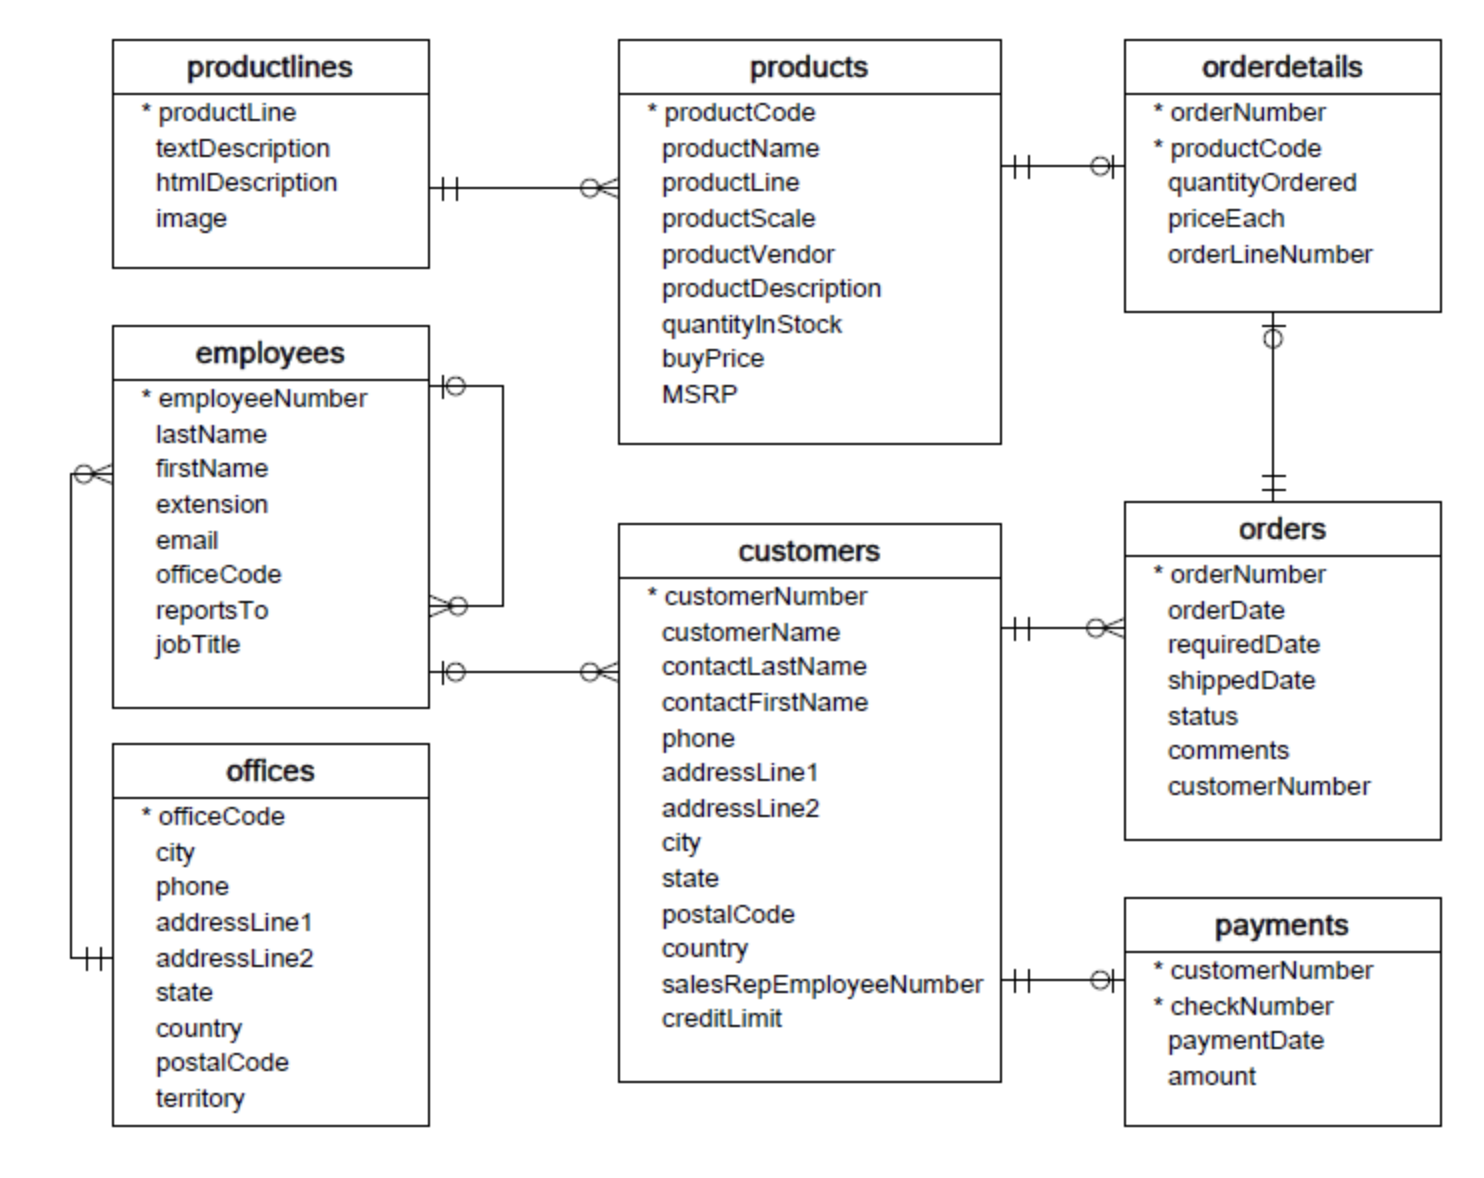 productlines
* productLine
textDescription
htmlDescription
image
products
* productCode
productName
productLine
productScale
productVendor
productDescription
quantityInStock
buyPrice
MSRP
orderdetails
* orderNumber
* productCode
quantityOrdered
priceEach
orderLineNumber
employees
* employeeNumber
lastName
firstName
extension
email
officeCode
reportsTo
jobTitle
customers
* customerNumber
customerName
contactLastName
contactFirstName
phone
addressLine1
addressLine2
city
state
postalCode
country
salesRepEmployeeNumber
creditLimit
orders
* orderNumber
orderDate
requiredDate
shippedDate
status
comments
customerNumber
offices
* officeCode
city
phone
addressLine1
addressLine2
state
country
postalCode
territory
payments
* customerNumber
* checkNumber
paymentDate
amount